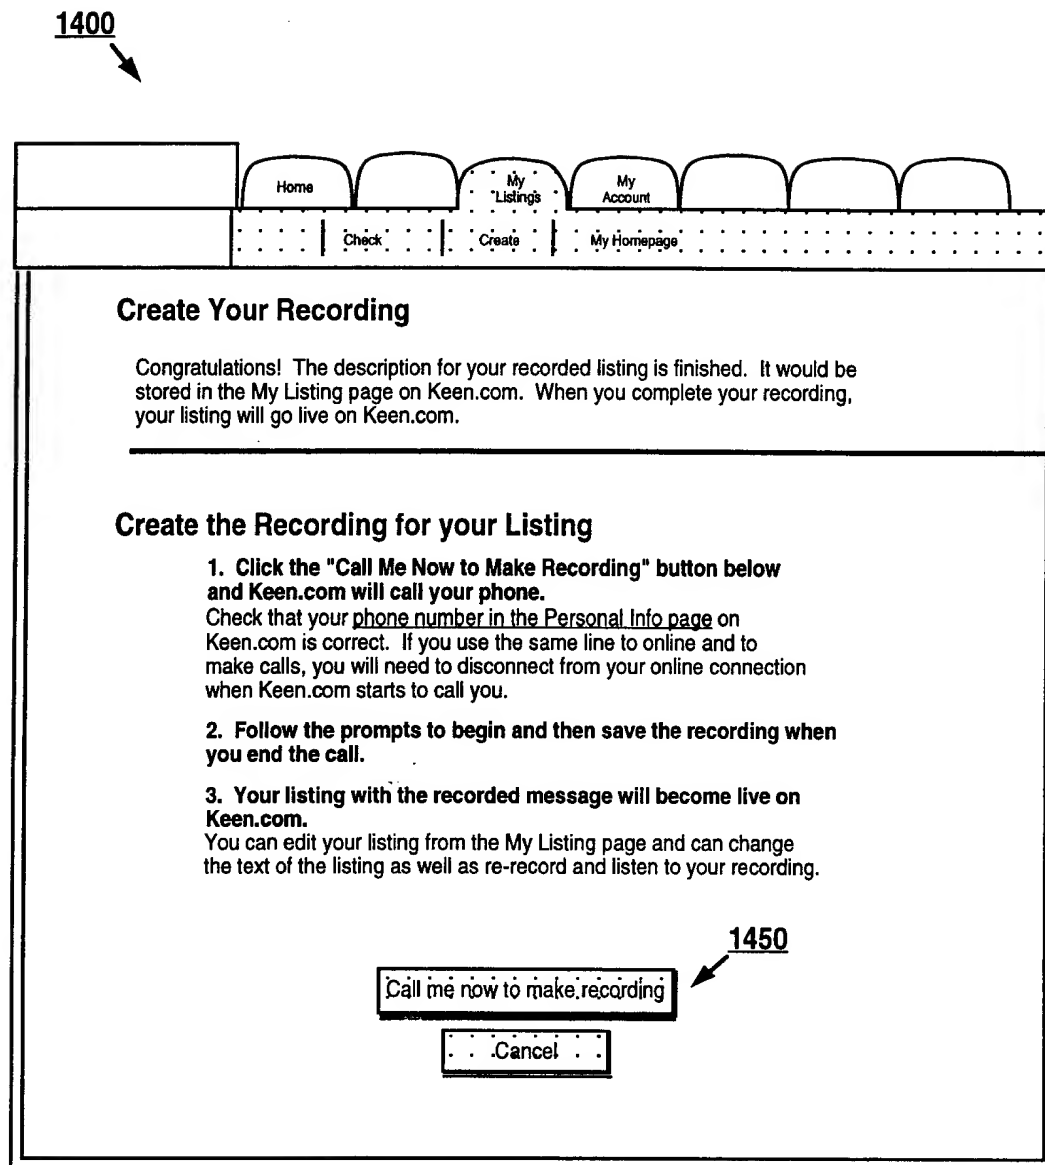 1400
Home
My
Listings
My
Account
Check
Create
My Homepage
Create Your Recording
Congratulations! The description for your recorded listing is finished. It would be
stored in the My Listing page on Keen.com. When you complete your recording,
your listing will go live on Keen.com.
Create the Recording for your Listing
1. Click the "Call Me Now to Make Recording" button below
and Keen.com will call your phone.
Check that your phone number in the Personal Info page on
Keen.com is correct. If you use the same line to online and to
make calls, you will need to disconnect from your online connection
when Keen.com starts to call you.
2. Follow the prompts to begin and then save the recording when
you end the call.
3. Your listing with the recorded message will become live on
Keen.com.
You can edit your listing from the My Listing page and can change
the text of the listing as well as re-record and listen to your recording.
1450
Call me now to make recording
Cancel